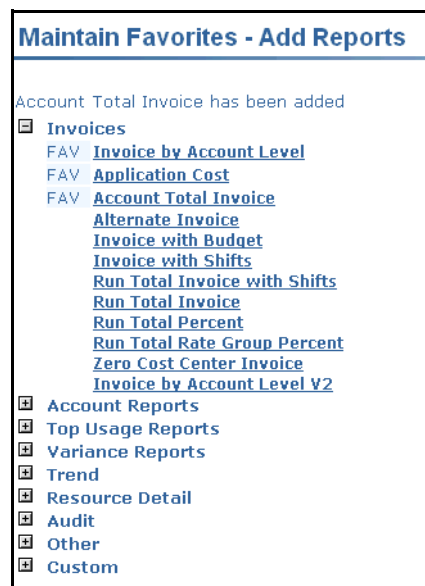 Maintain Favorites - Add Reports
Account Total Invoice has been added
Invoices
FAV Invoice by Account Level
FAV Application Cost
FAV Account Total Invoice
Alternate Invoice
Invoice with Budget
Invoice with Shifts
Run Total Invoice with Shifts
Run Total Invoice
Run Total Percent
Run Total Rate Group Percent
Zero Cost Center Invoice
Invoice by Account Level V2
Account Reports
Top Usage Reports
Variance Reports
Trend
Resource Detail
Audit
Other
Custom